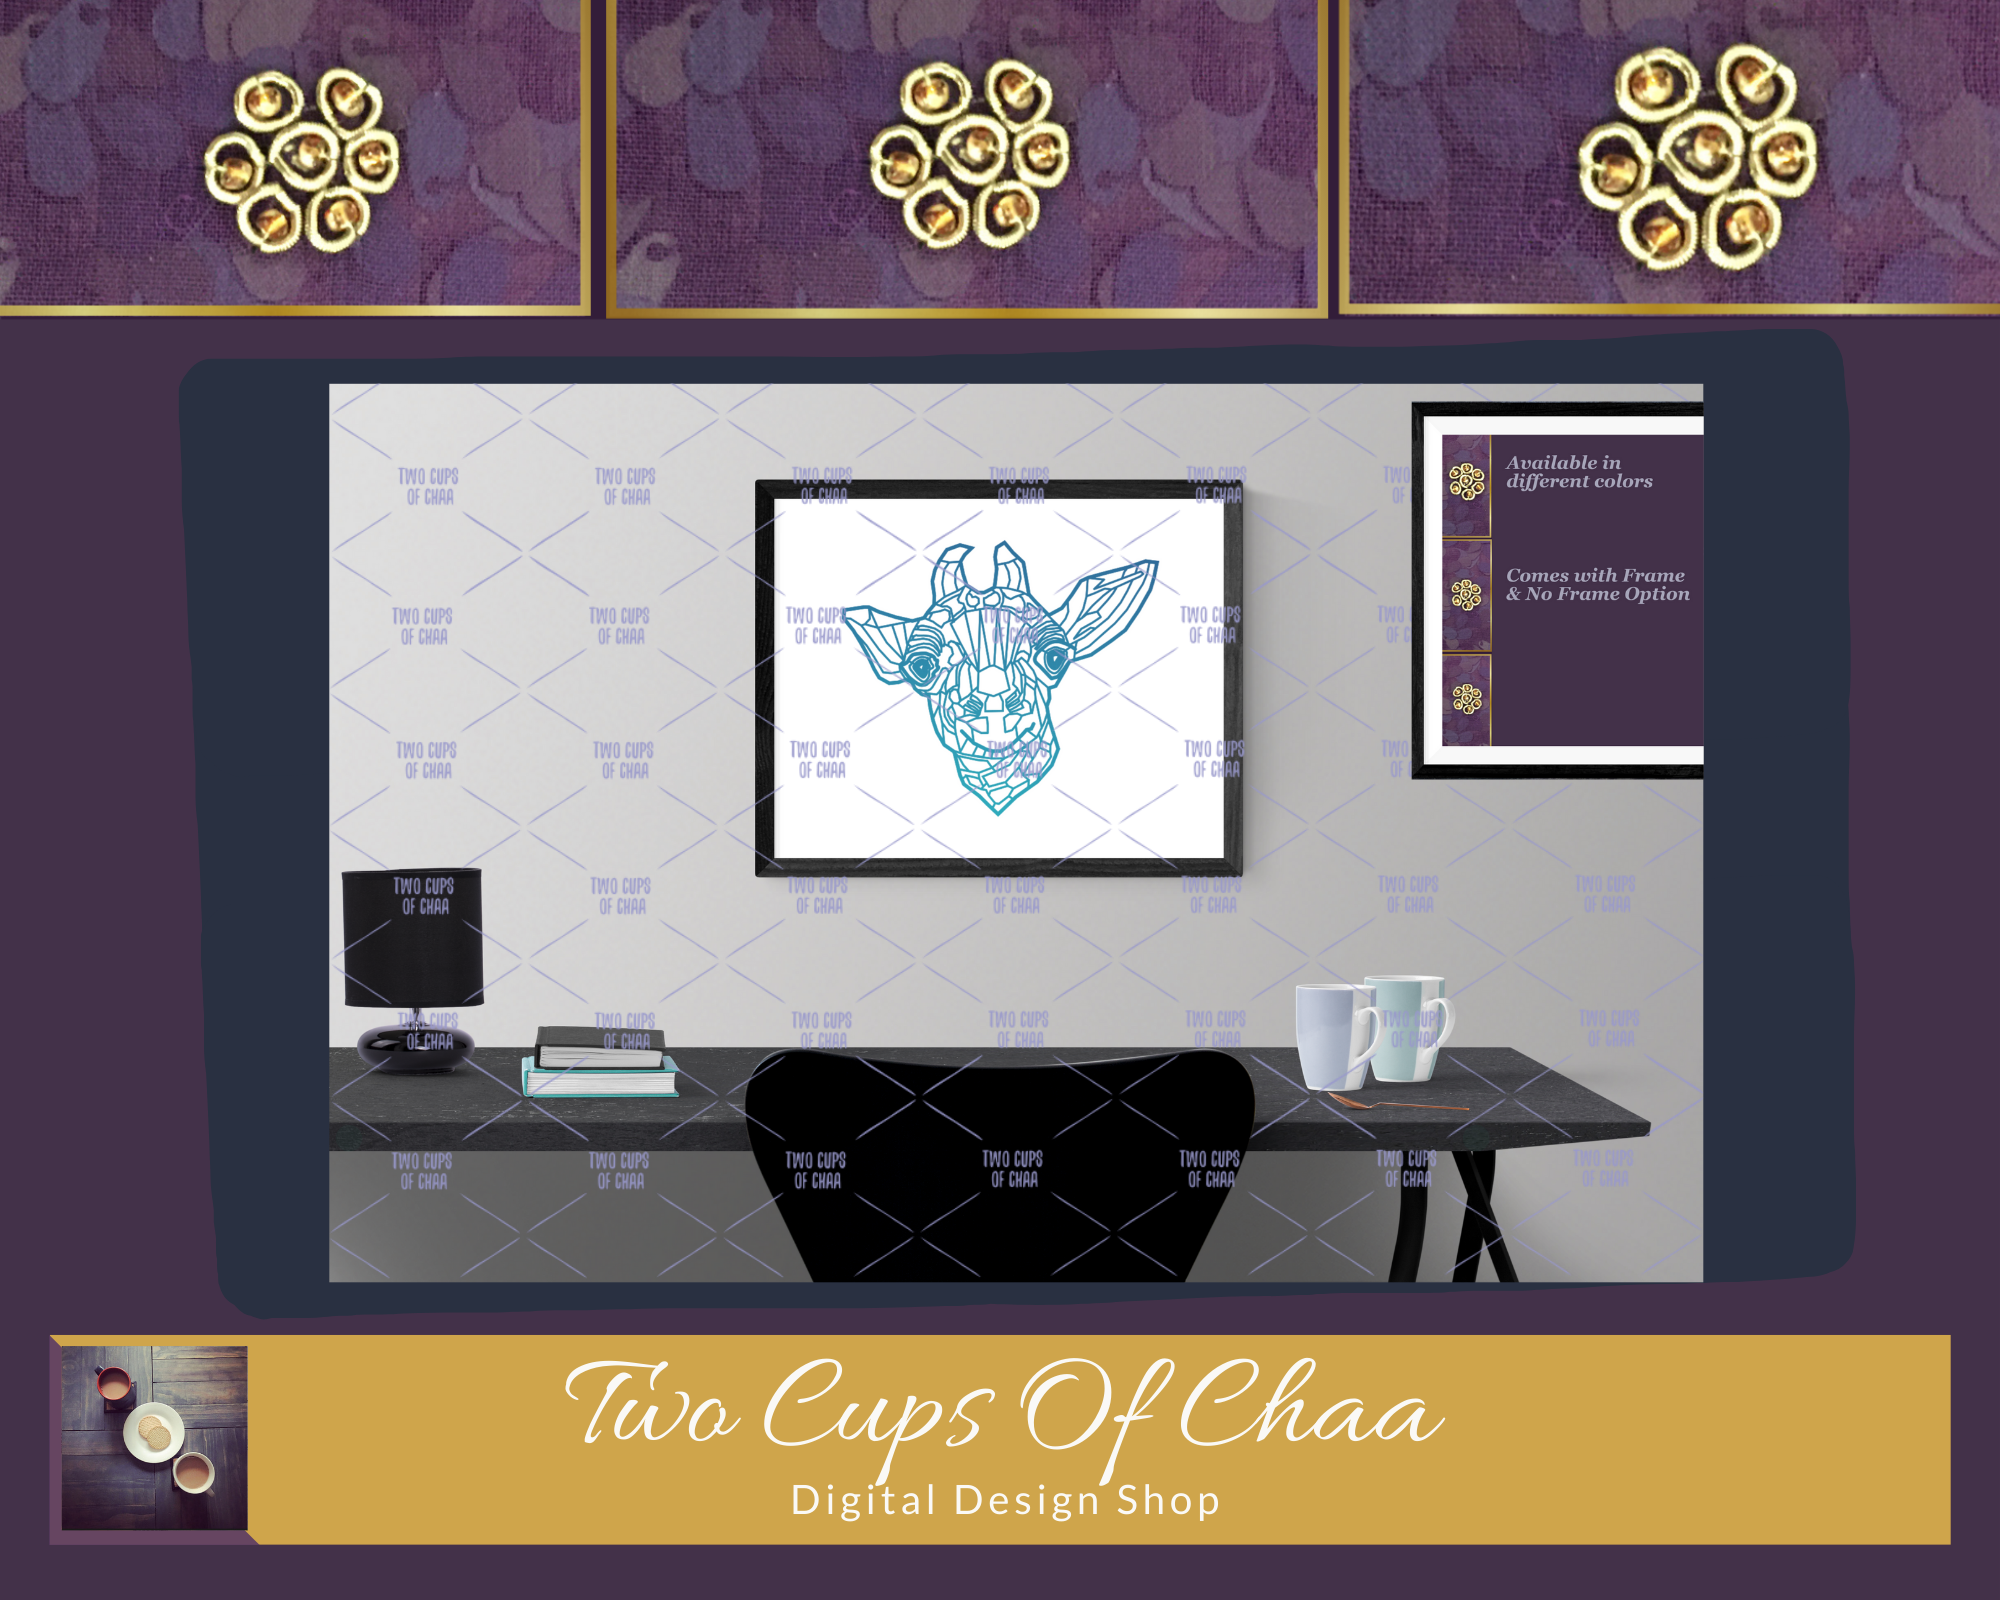 TWO CUPS
OF CHAA
Available in
different colors
Comes with Frame
& No Frame Option
Two Cups Of Chaa
Digital Design Shop